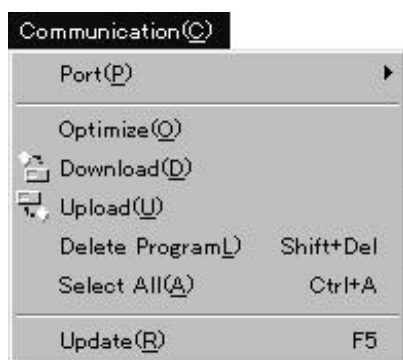 Communication(C)
Port(P)
Optimize(O)
Download(D)
Upload(U)
Delete ProgramL) Shift+Del
Select All(A) Ctrl+A
Update(R) F5